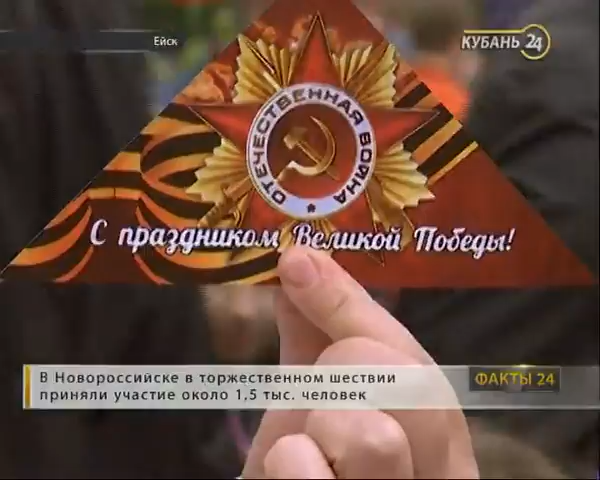 Ейск
КУБАНЬ 24
ОТЕЧЕСТВЕННАЯ ВОЙНА
С праздником Великой Победы!
В Новороссийске в торжественном шествии
приняли участие около 1,5 тыс. человек
ФАКТЫ 24